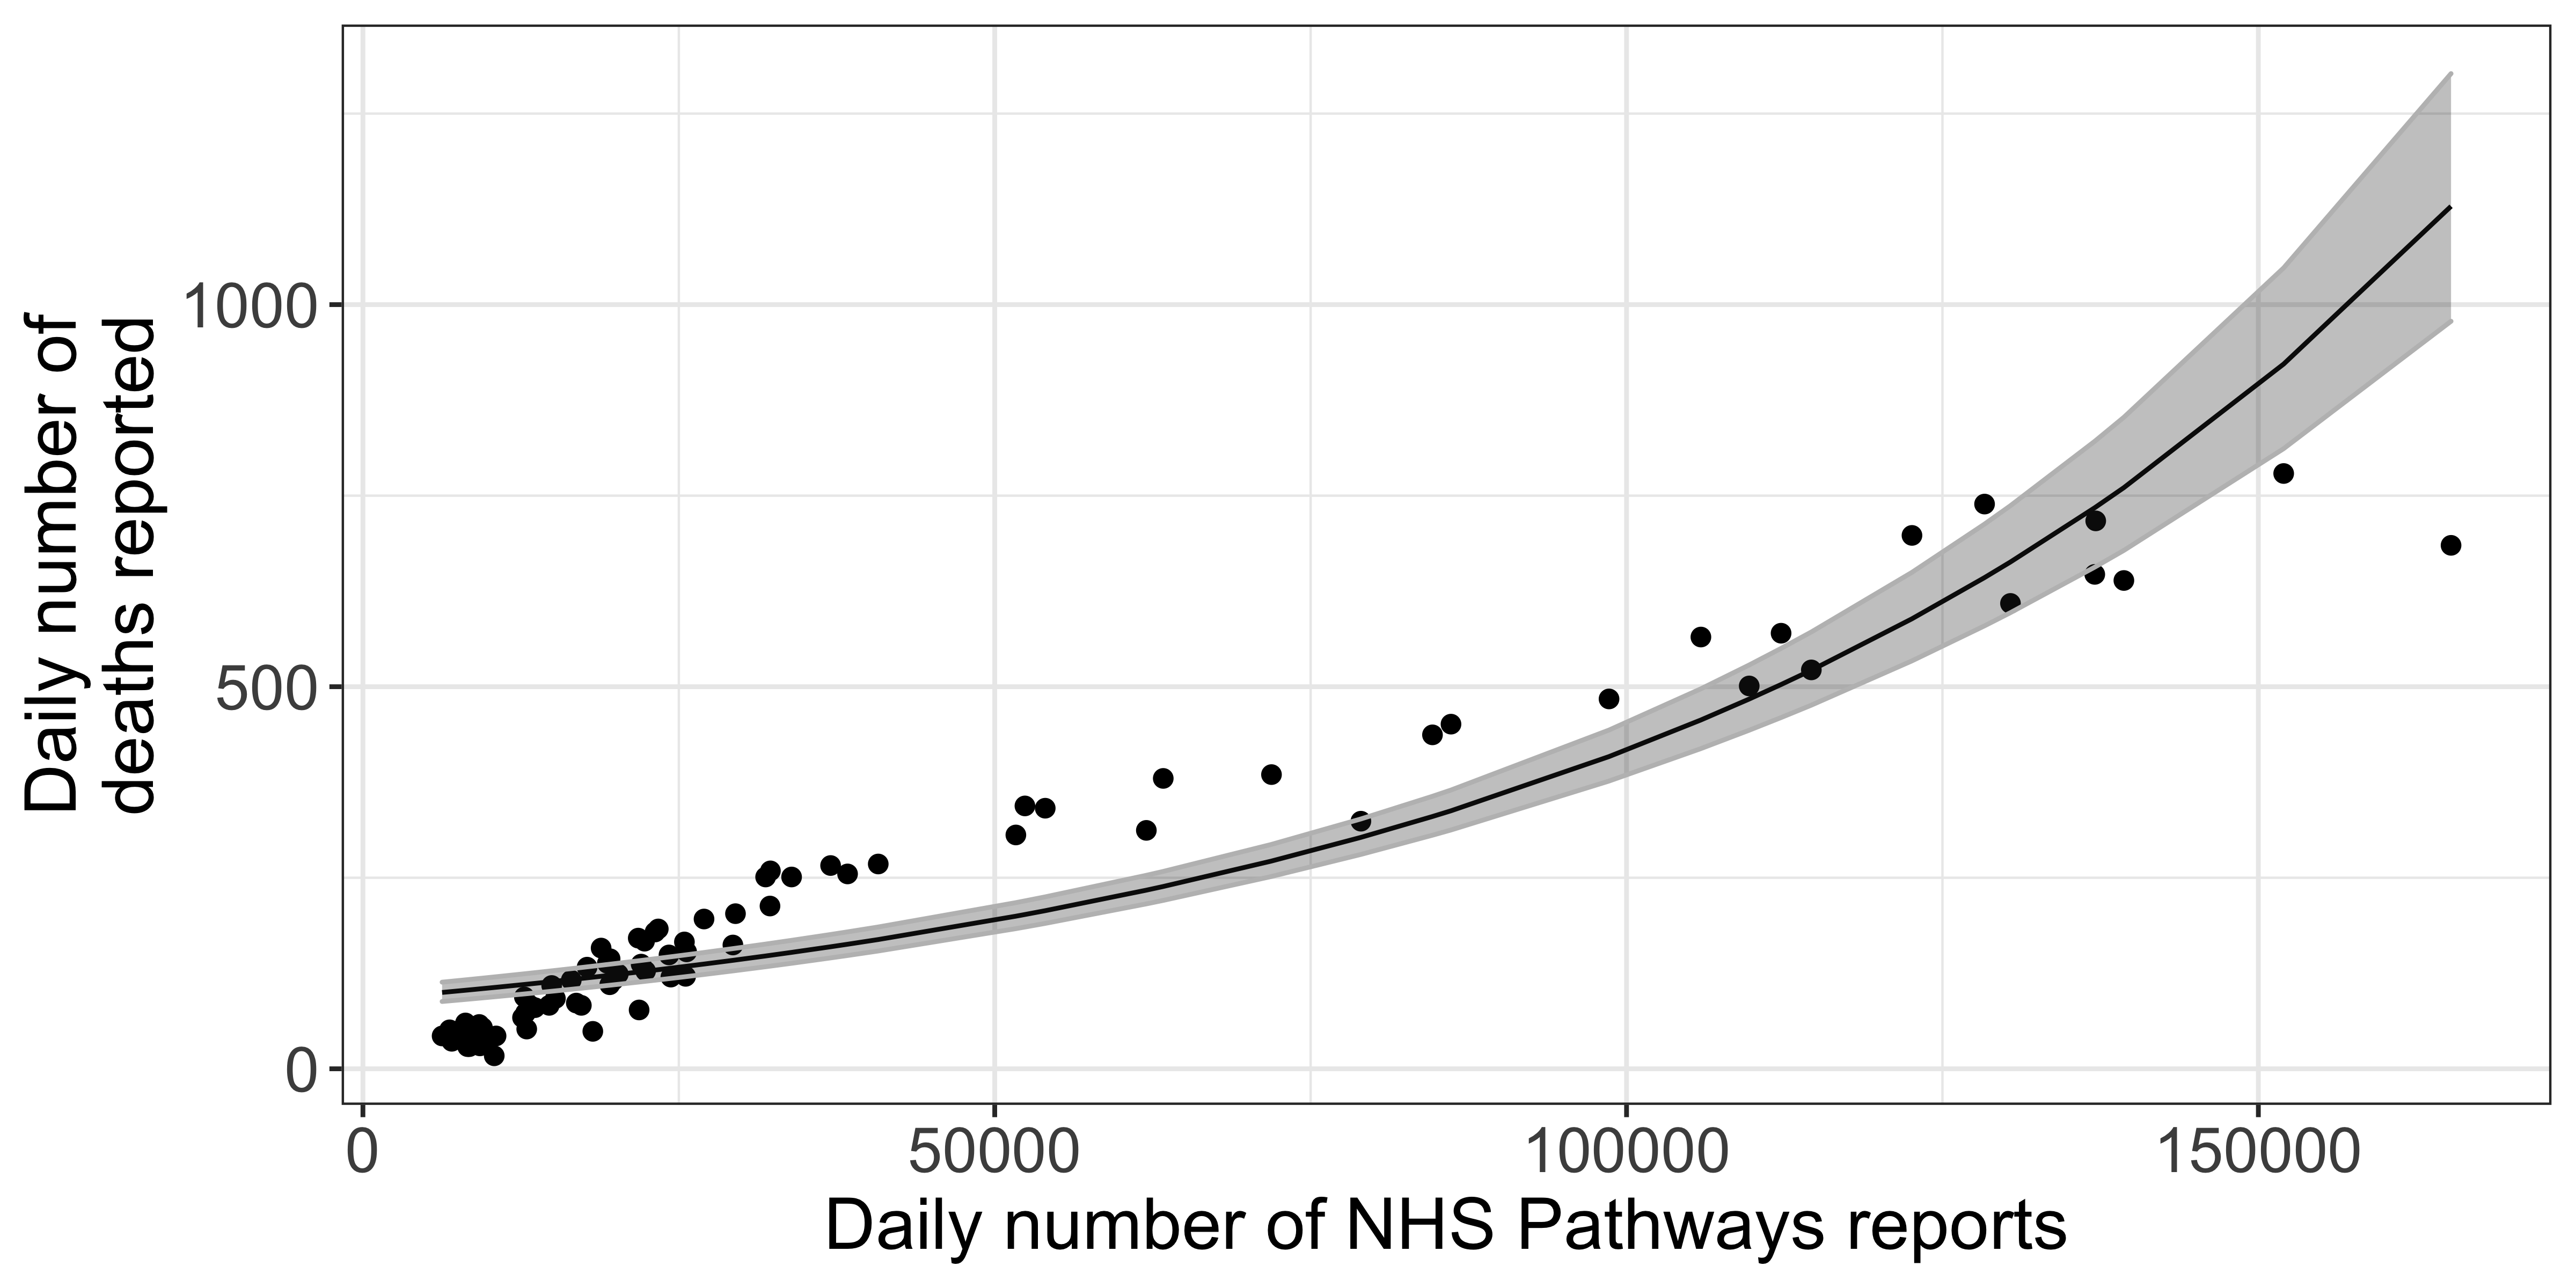 Daily number of
deaths reported
1000
500
0
0
50000
100000
150000
Daily number of NHS Pathways reports